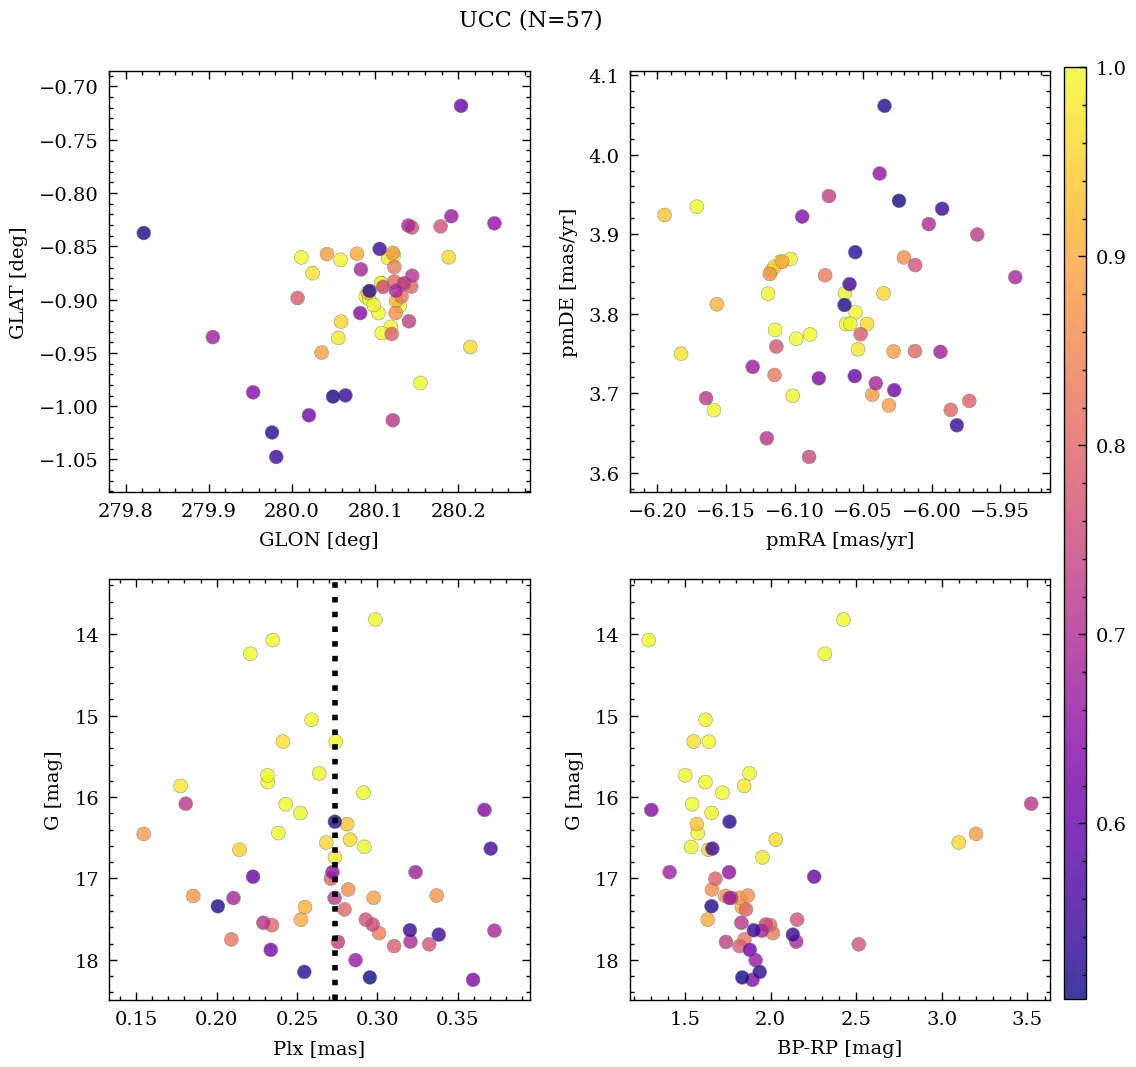 UCC (N=57)
−0.70
−0.75
−0.80
−0.85
−0.90
−0.95
−1.00
−1.05
GLAT [deg]
279.8 279.9 280.0 280.1 280.2
GLON [deg]
4.1
4.0
3.9
3.8
3.7
3.6
pmDE [mas/yr]
−6.20 −6.15 −6.10 −6.05 −6.00 −5.95
pmRA [mas/yr]
1.0
0.9
0.8
0.7
0.6
14
15
16
17
18
G [mag]
0.15 0.20 0.25 0.30 0.35
Plx [mas]
14
15
16
17
18
G [mag]
1.5 2.0 2.5 3.0 3.5
BP-RP [mag]